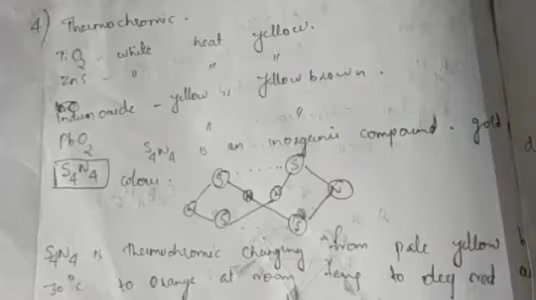 4) Thermochromic.
TiO2 - white heat yellow.
ZnS - " " "
Indium oxide - yellow " yellow brown.
PbO2 " "
S4N4 is an inorganic compound. gold
S4N4 colour.
S S
N N N N
S S
S4N4 is thermochromic changing from pale yellow b
-30°C to orange at room temp to deep red a